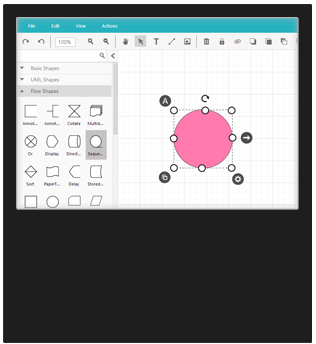 File Edit View Actions
100%
Basic Shapes
UML Shapes
Flow Shapes
Annot... Annot... Collate Multid...
Or Display Direct... Seque...
Sort PaperT... Delay Stored...
A